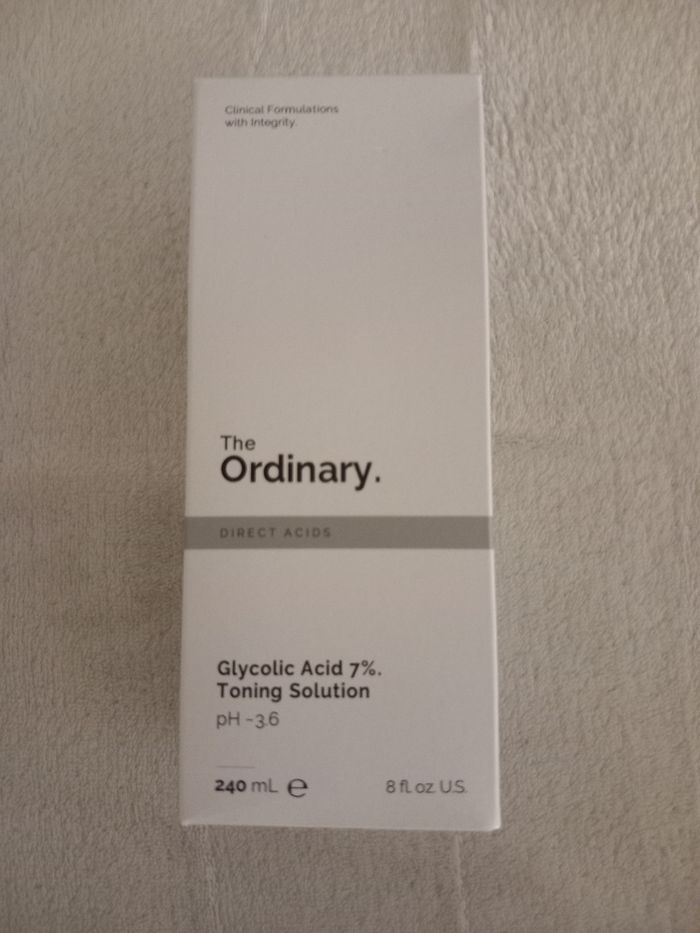 Clinical Formulations
with Integrity.
The
Ordinary.
DIRECT ACIDS
Glycolic Acid 7%.
Toning Solution
pH ~3.6
240 mL ℮
8 fl oz U.S.